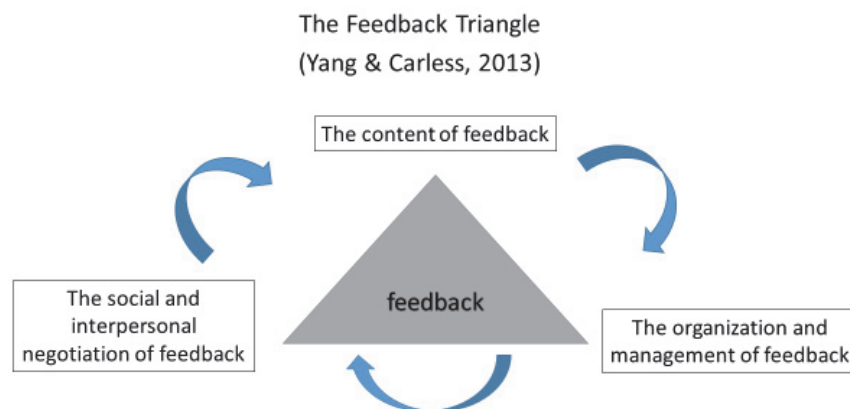 The Feedback Triangle
(Yang & Carless, 2013)
The content of feedback
The social and
interpersonal
negotiation of feedback
feedback
The organization and
management of feedback